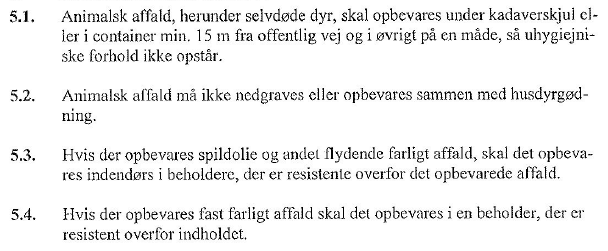 5.1. Animalsk affald, herunder selvdøde dyr, skal opbevares under kadaverskjul el-
ler i container min. 15 m fra offentlig vej og i øvrigt på en måde, så uhygiejni-
ske forhold ikke opstår.
5.2. Animalsk affald må ikke nedgraves eller opbevares sammen med husdyrgød-
ning.
5.3. Hvis der opbevares spildolie og andet flydende farligt affald, skal det opbeva-
res indendørs i beholdere, der er resistente overfor det opbevarede affald.
5.4. Hvis der opbevares fast farligt affald skal det opbevares i en beholder, der er
resistent overfor indholdet.